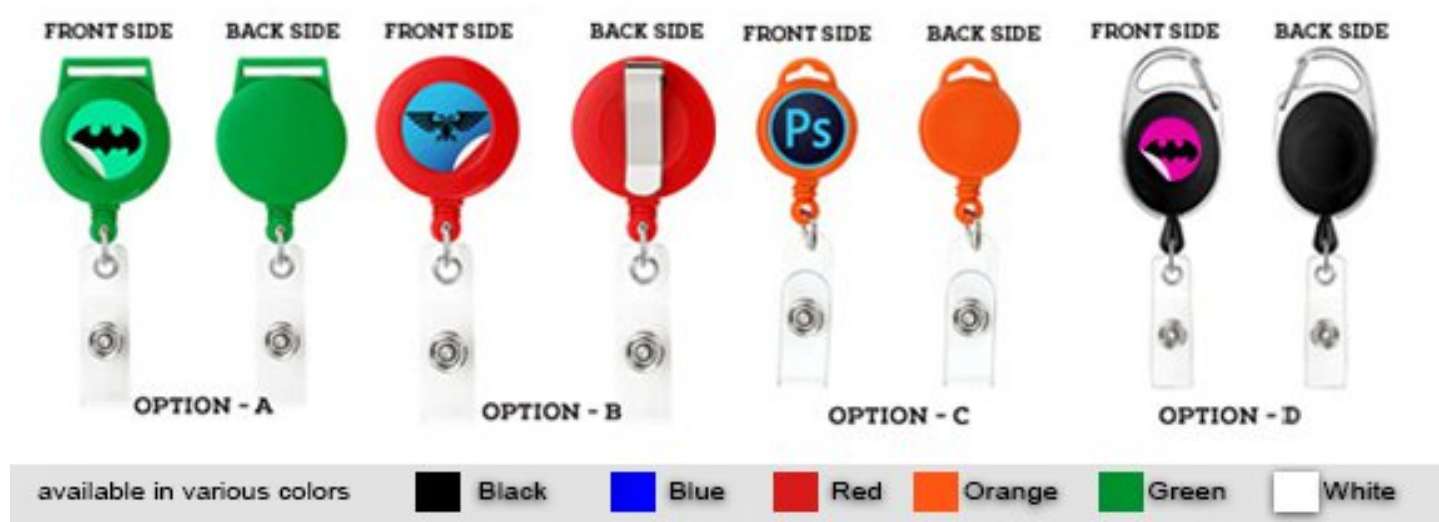 FRONT SIDE BACK SIDE FRONT SIDE BACK SIDE FRONT SIDE BACK SIDE FRONT SIDE BACK SIDE
Ps
OPTION - A OPTION - B OPTION - C OPTION - D
available in various colors Black Blue Red Orange Green White